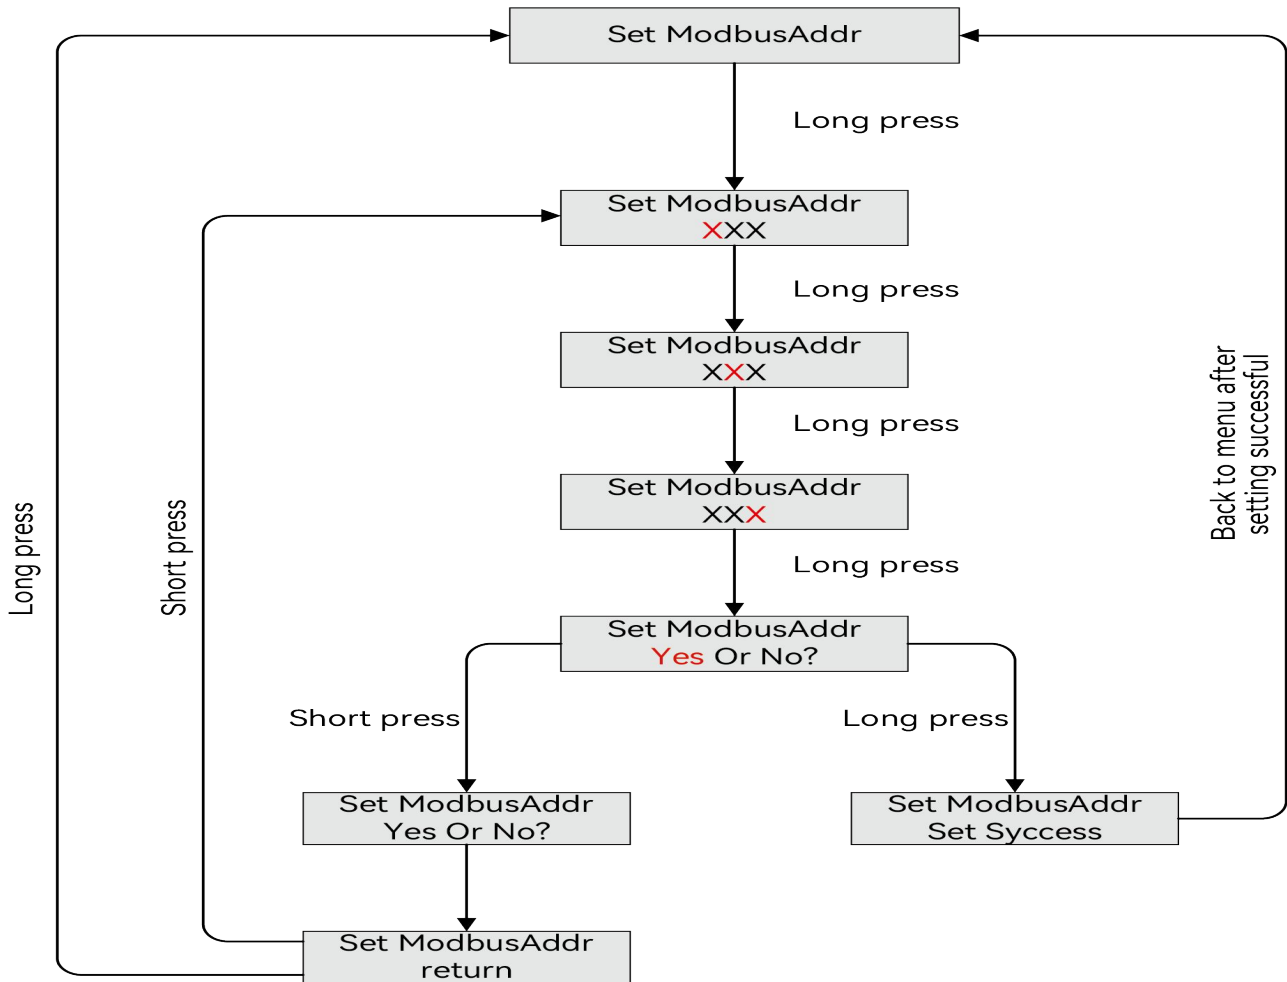 Set ModbusAddr
Long press
Set ModbusAddr
XXX
Long press
Set ModbusAddr
XXX
Long press
Set ModbusAddr
XXX
Long press
Set ModbusAddr
Yes Or No?
Short press
Long press
Set ModbusAddr
Yes Or No?
Set ModbusAddr
Set Syccess
Set ModbusAddr
return
Long press
Short press
Back to menu after
setting successful